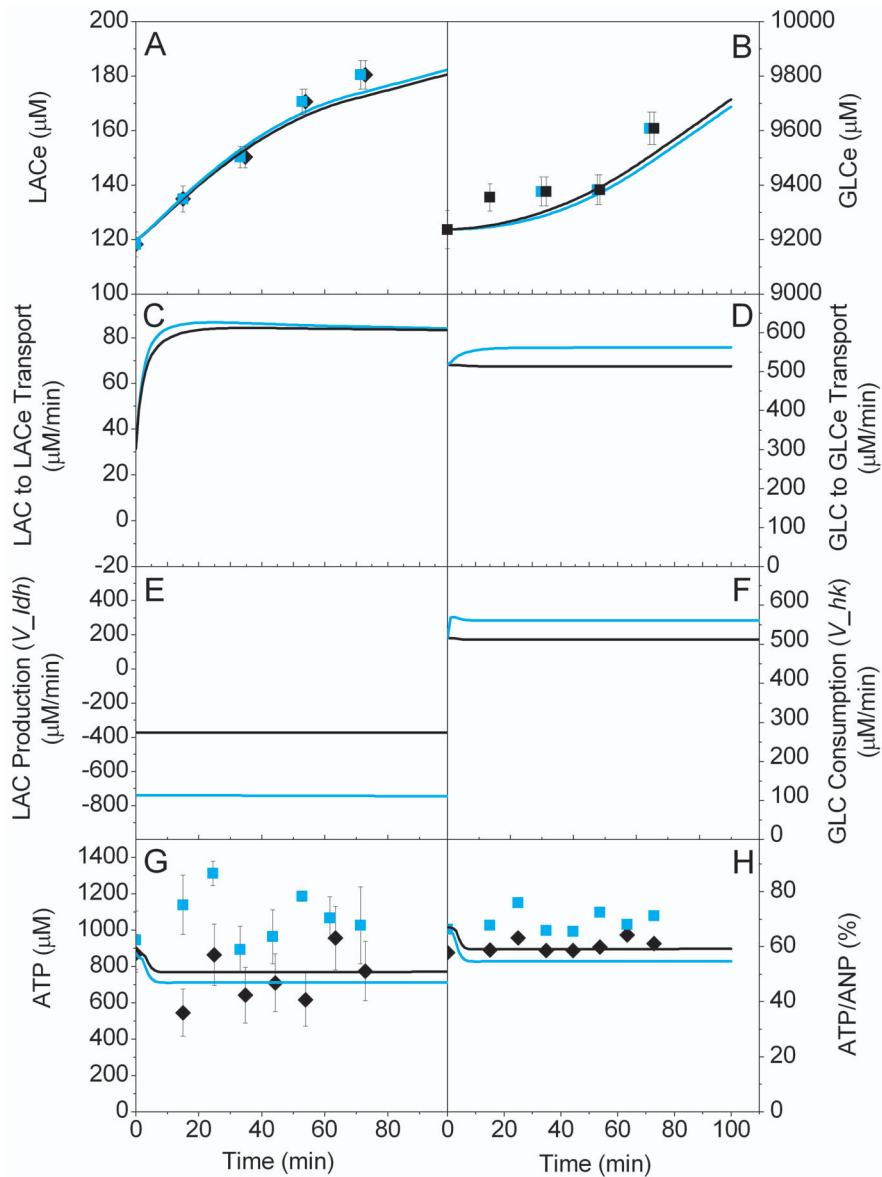 A
B
LACe (μM)
200
180
160
140
120
100
10000
9800
9600
9400
9200
9000
GLCe (μM)
C
D
LAC to LACe Transport
(μM/min)
80
60
40
20
0
-20
600
500
400
300
200
100
0
GLC to GLCe Transport
(μM/min)
E
F
LAC Production (V_ldh)
(μM/min)
400
200
0
-200
-400
-600
-800
600
500
400
300
200
100
0
GLC Consumption (V_hk)
(μM/min)
G
H
ATP (μM)
1400
1200
1000
800
600
400
200
0
80
60
40
20
0
ATP/ANP (%)
0 20 40 60 80
0 20 40 60 80 100
Time (min)
Time (min)